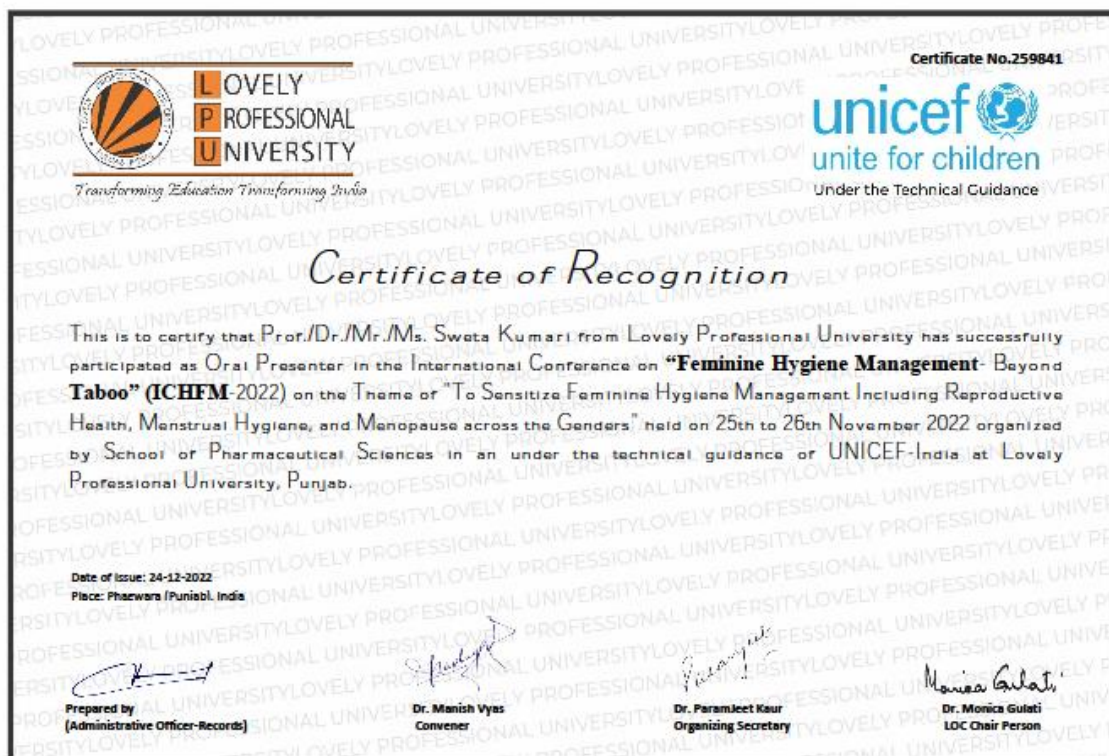 Certificate No.259841
LOVELY
PROFESSIONAL
UNIVERSITY
Transforming Education Transforming India
unicef
unite for children
Under the Technical Guidance
Certificate of Recognition
This is to certify that Prof./Dr./Mr./Ms. Sweta Kumari from Lovely Professional University has successfully
participated as Oral Presenter in the International Conference on “Feminine Hygiene Management- Beyond
Taboo” (ICHFM-2022) on the Theme of “To Sensitize Feminine Hygiene Management Including Reproductive
Health, Menstrual Hygiene, and Menopause across the Genders” held on 25th to 26th November 2022 organized
by School of Pharmaceutical Sciences in an under the technical guidance of UNICEF-India at Lovely
Professional University, Punjab.
Date of Issue: 24-12-2022
Place: Phagwara (Punjab), India
Monica Gulati
Prepared by
(Administrative Officer-Records)
Dr. Manish Vyas
Convener
Dr. ParamJeet Kaur
Organizing Secretary
Dr. Monica Gulati
LOC Chair Person